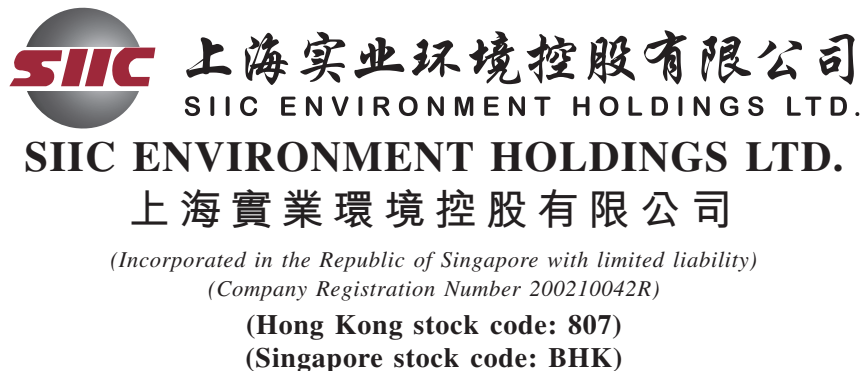 SIIC
上海实业环境控股有限公司
SIIC ENVIRONMENT HOLDINGS LTD.
SIIC ENVIRONMENT HOLDINGS LTD.
上海實業環境控股有限公司
(Incorporated in the Republic of Singapore with limited liability)
(Company Registration Number 200210042R)
(Hong Kong stock code: 807)
(Singapore stock code: BHK)